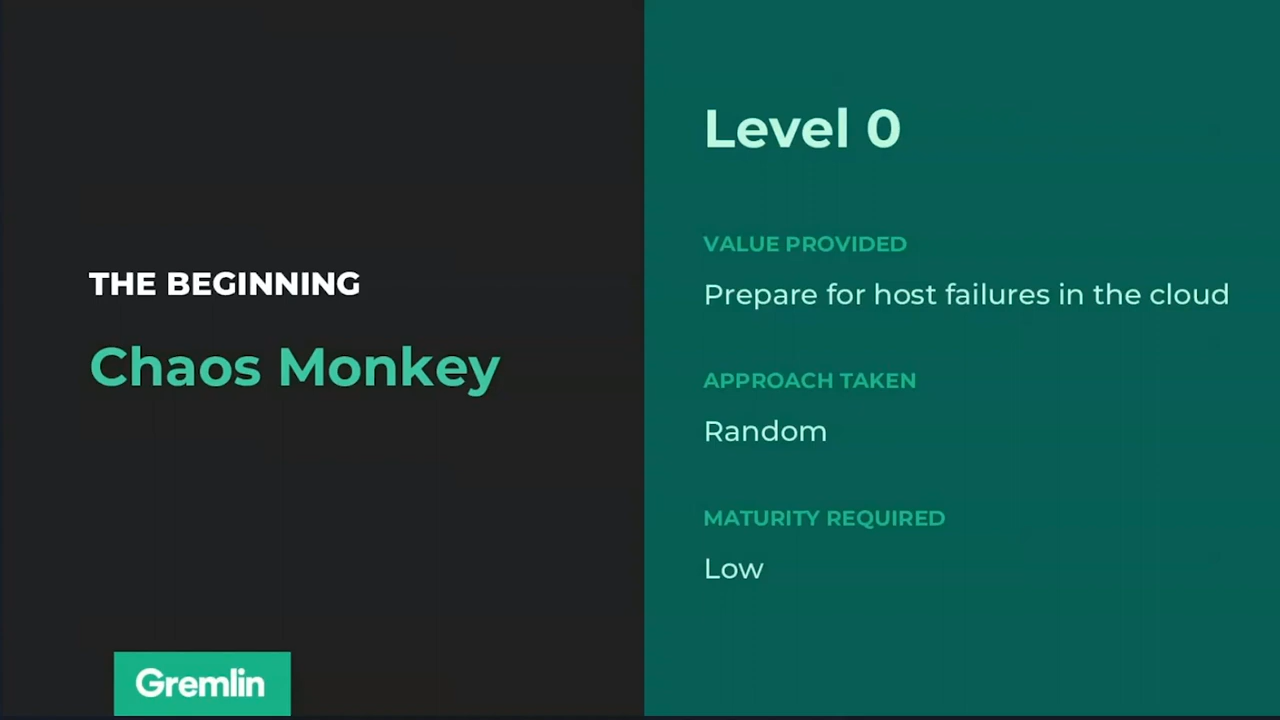 THE BEGINNING
Chaos Monkey
Gremlin
Level 0
VALUE PROVIDED
Prepare for host failures in the cloud
APPROACH TAKEN
Random
MATURITY REQUIRED
Low